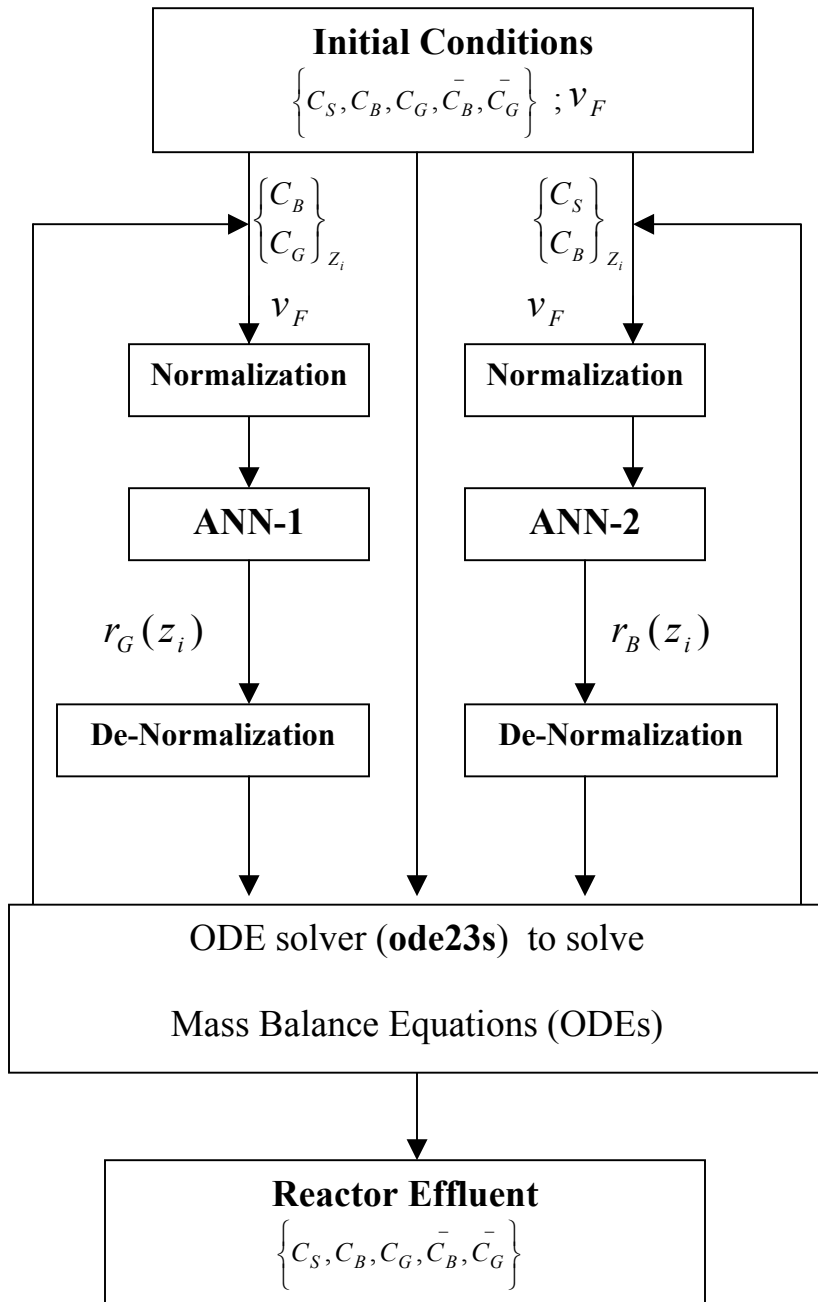 Initial Conditions
{C_S, C_B, C_G, C̄_B, C̄_G} ; v_F
{C_B C_G}_{Z_i} {C_S C_B}_{Z_i}
v_F v_F
Normalization Normalization
ANN-1 ANN-2
r_G(z_i) r_B(z_i)
De-Normalization De-Normalization
ODE solver (ode23s) to solve
Mass Balance Equations (ODEs)
Reactor Effluent
{C_S, C_B, C_G, C̄_B, C̄_G}